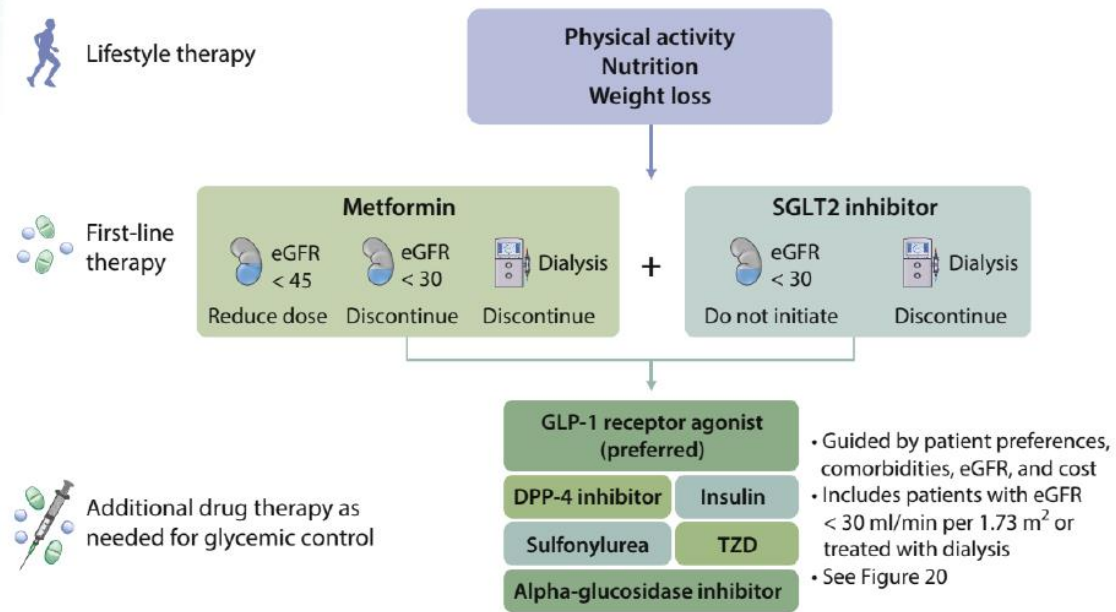 Lifestyle therapy
Physical activity
Nutrition
Weight loss
First-line
therapy
Metformin
eGFR
< 45
Reduce dose
eGFR
< 30
Discontinue
Dialysis
Discontinue
+
SGLT2 inhibitor
eGFR
< 30
Do not initiate
Dialysis
Discontinue
Additional drug therapy as
needed for glycemic control
GLP-1 receptor agonist
(preferred)
DPP-4 inhibitor
Insulin
Sulfonylurea
TZD
Alpha-glucosidase inhibitor
• Guided by patient preferences,
comorbidities, eGFR, and cost
• Includes patients with eGFR
< 30 ml/min per 1.73 m² or
treated with dialysis
• See Figure 20